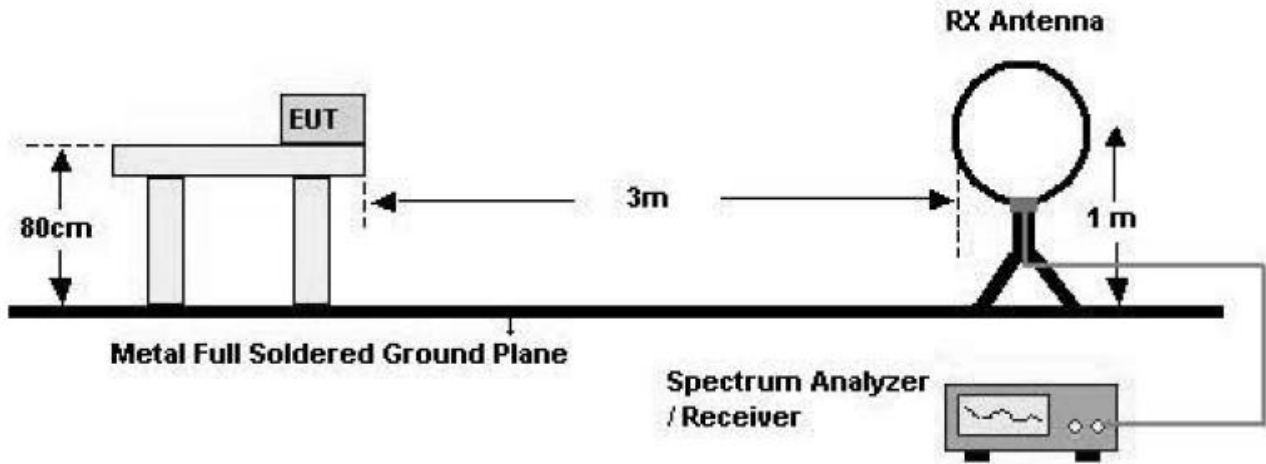 RX Antenna
EUT
80cm
3m
1 m
Metal Full Soldered Ground Plane
Spectrum Analyzer
/ Receiver